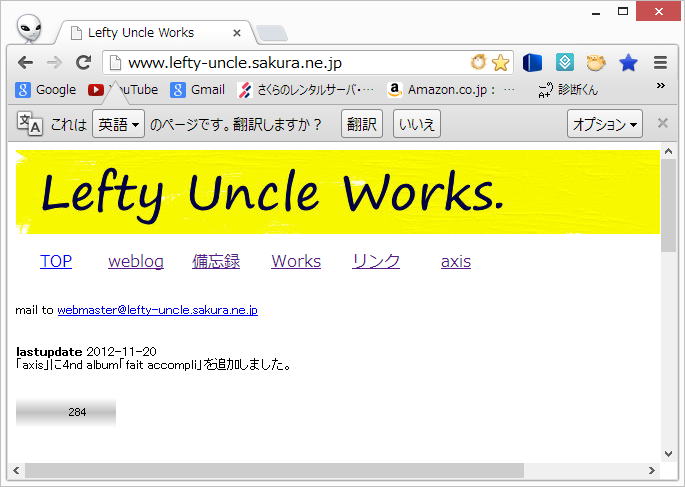 Lefty Uncle Works
www.lefty-uncle.sakura.ne.jp
Google YouTube Gmail さくらのレンタルサーバ・… Amazon.co.jp： … 診断くん »
これは 英語 のページです。翻訳しますか？ 翻訳 いいえ オプション
Lefty Uncle Works.
TOP weblog 備忘録 Works リンク axis
mail to webmaster@lefty-uncle.sakura.ne.jp
lastupdate 2012-11-20
「axis」に4nd album「fait accompli」を追加しました。
284